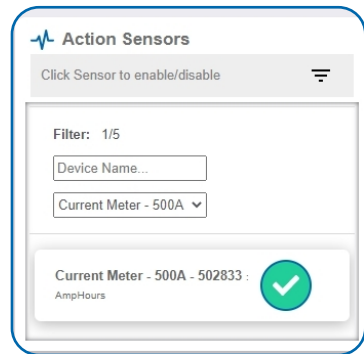 Action Sensors
Click Sensor to enable/disable
Filter: 1/5
Device Name...
Current Meter - 500A
Current Meter - 500A - 502833 :
AmpHours